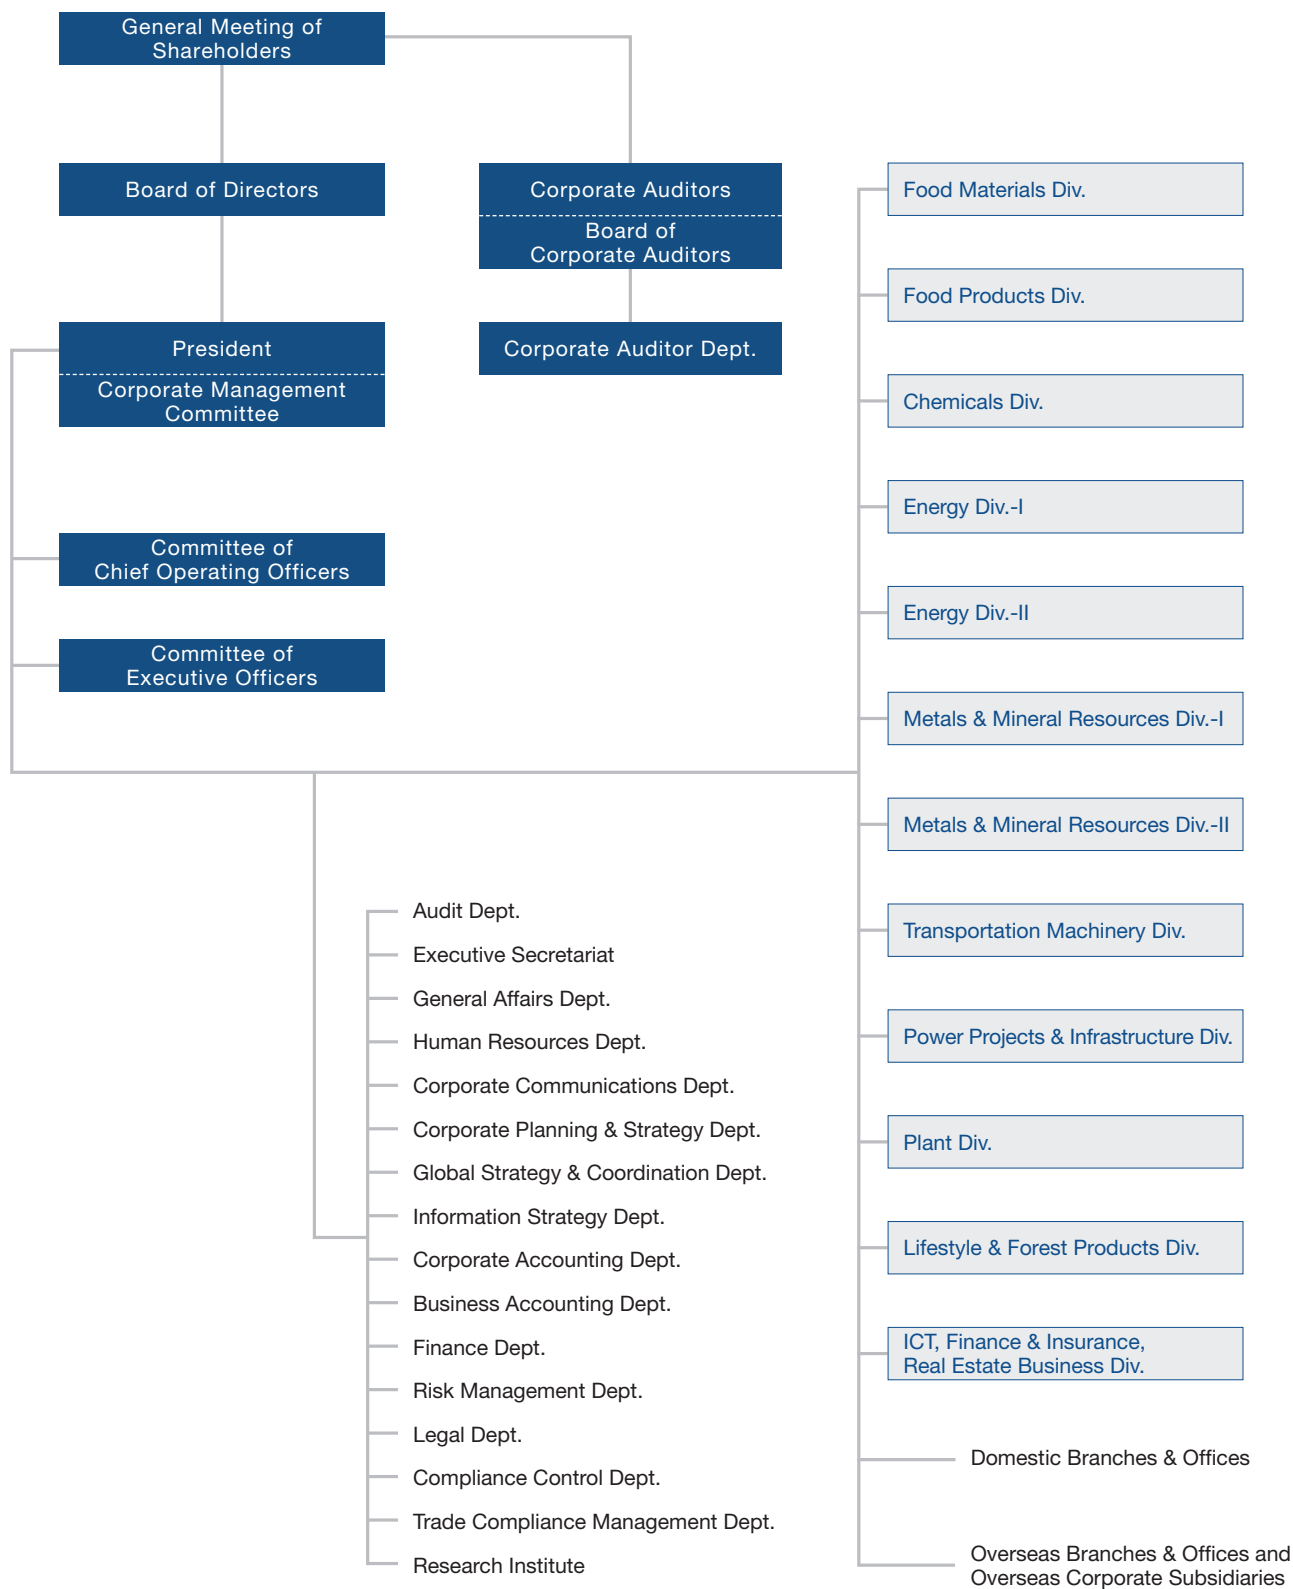 General Meeting of
Shareholders
Board of Directors
Corporate Auditors
Board of
Corporate Auditors
President
Corporate Management
Committee
Corporate Auditor Dept.
Committee of
Chief Operating Officers
Committee of
Executive Officers
Audit Dept.
Executive Secretariat
General Affairs Dept.
Human Resources Dept.
Corporate Communications Dept.
Corporate Planning & Strategy Dept.
Global Strategy & Coordination Dept.
Information Strategy Dept.
Corporate Accounting Dept.
Business Accounting Dept.
Finance Dept.
Risk Management Dept.
Legal Dept.
Compliance Control Dept.
Trade Compliance Management Dept.
Research Institute
Food Materials Div.
Food Products Div.
Chemicals Div.
Energy Div.-I
Energy Div.-II
Metals & Mineral Resources Div.-I
Metals & Mineral Resources Div.-II
Transportation Machinery Div.
Power Projects & Infrastructure Div.
Plant Div.
Lifestyle & Forest Products Div.
ICT, Finance & Insurance,
Real Estate Business Div.
Domestic Branches & Offices
Overseas Branches & Offices and
Overseas Corporate Subsidiaries